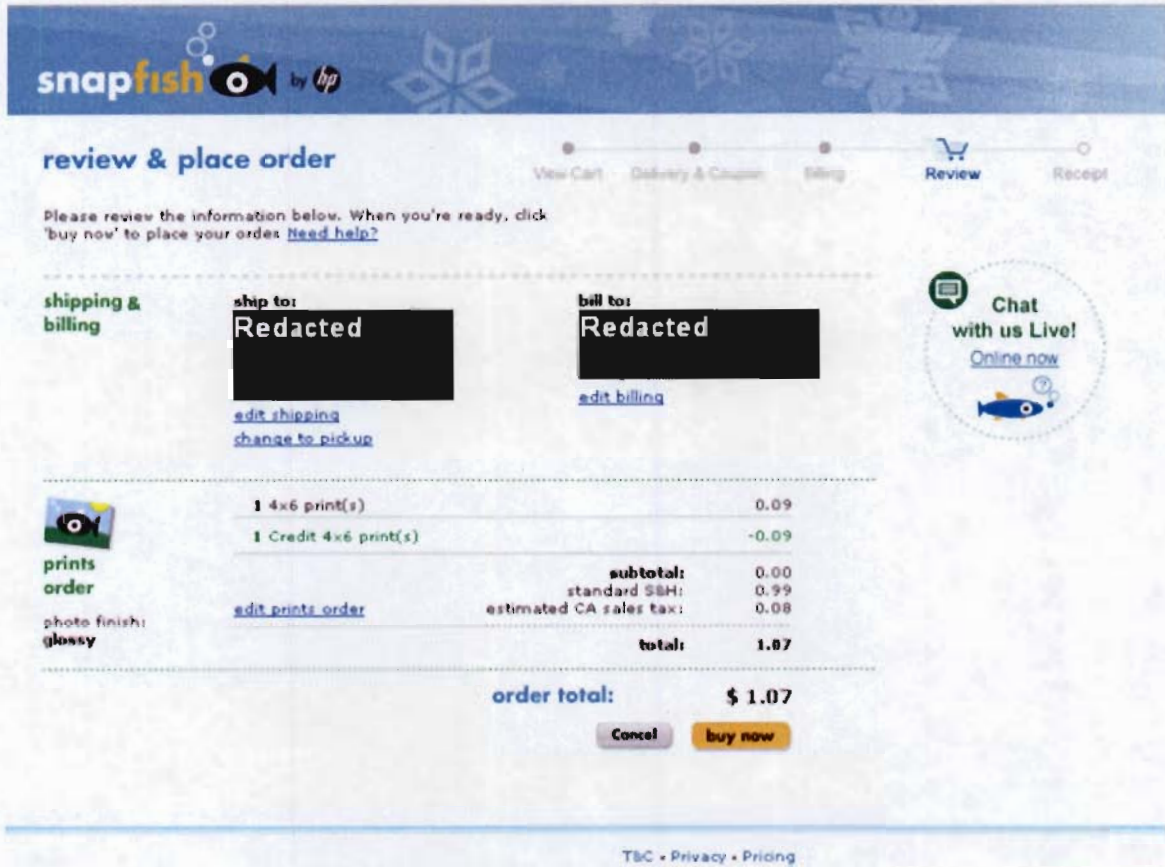 snapfish by hp
review & place order
View Cart
Delivery & Coupon
Billing
Review
Receipt
Please review the information below. When you're ready, click
'buy now' to place your order. Need help?
shipping &
billing
ship to:
Redacted
edit shipping
change to pickup
bill to:
Redacted
edit billing
Chat
with us Live!
Online now
?
prints
order
photo finish:
glossy
1 4x6 print(s) 0.09
1 Credit 4x6 print(s) -0.09
subtotal: 0.00
standard S&H: 0.99
edit prints order
estimated CA sales tax: 0.08
total: 1.07
order total: $ 1.07
Cancel
buy now
T&C • Privacy • Pricing